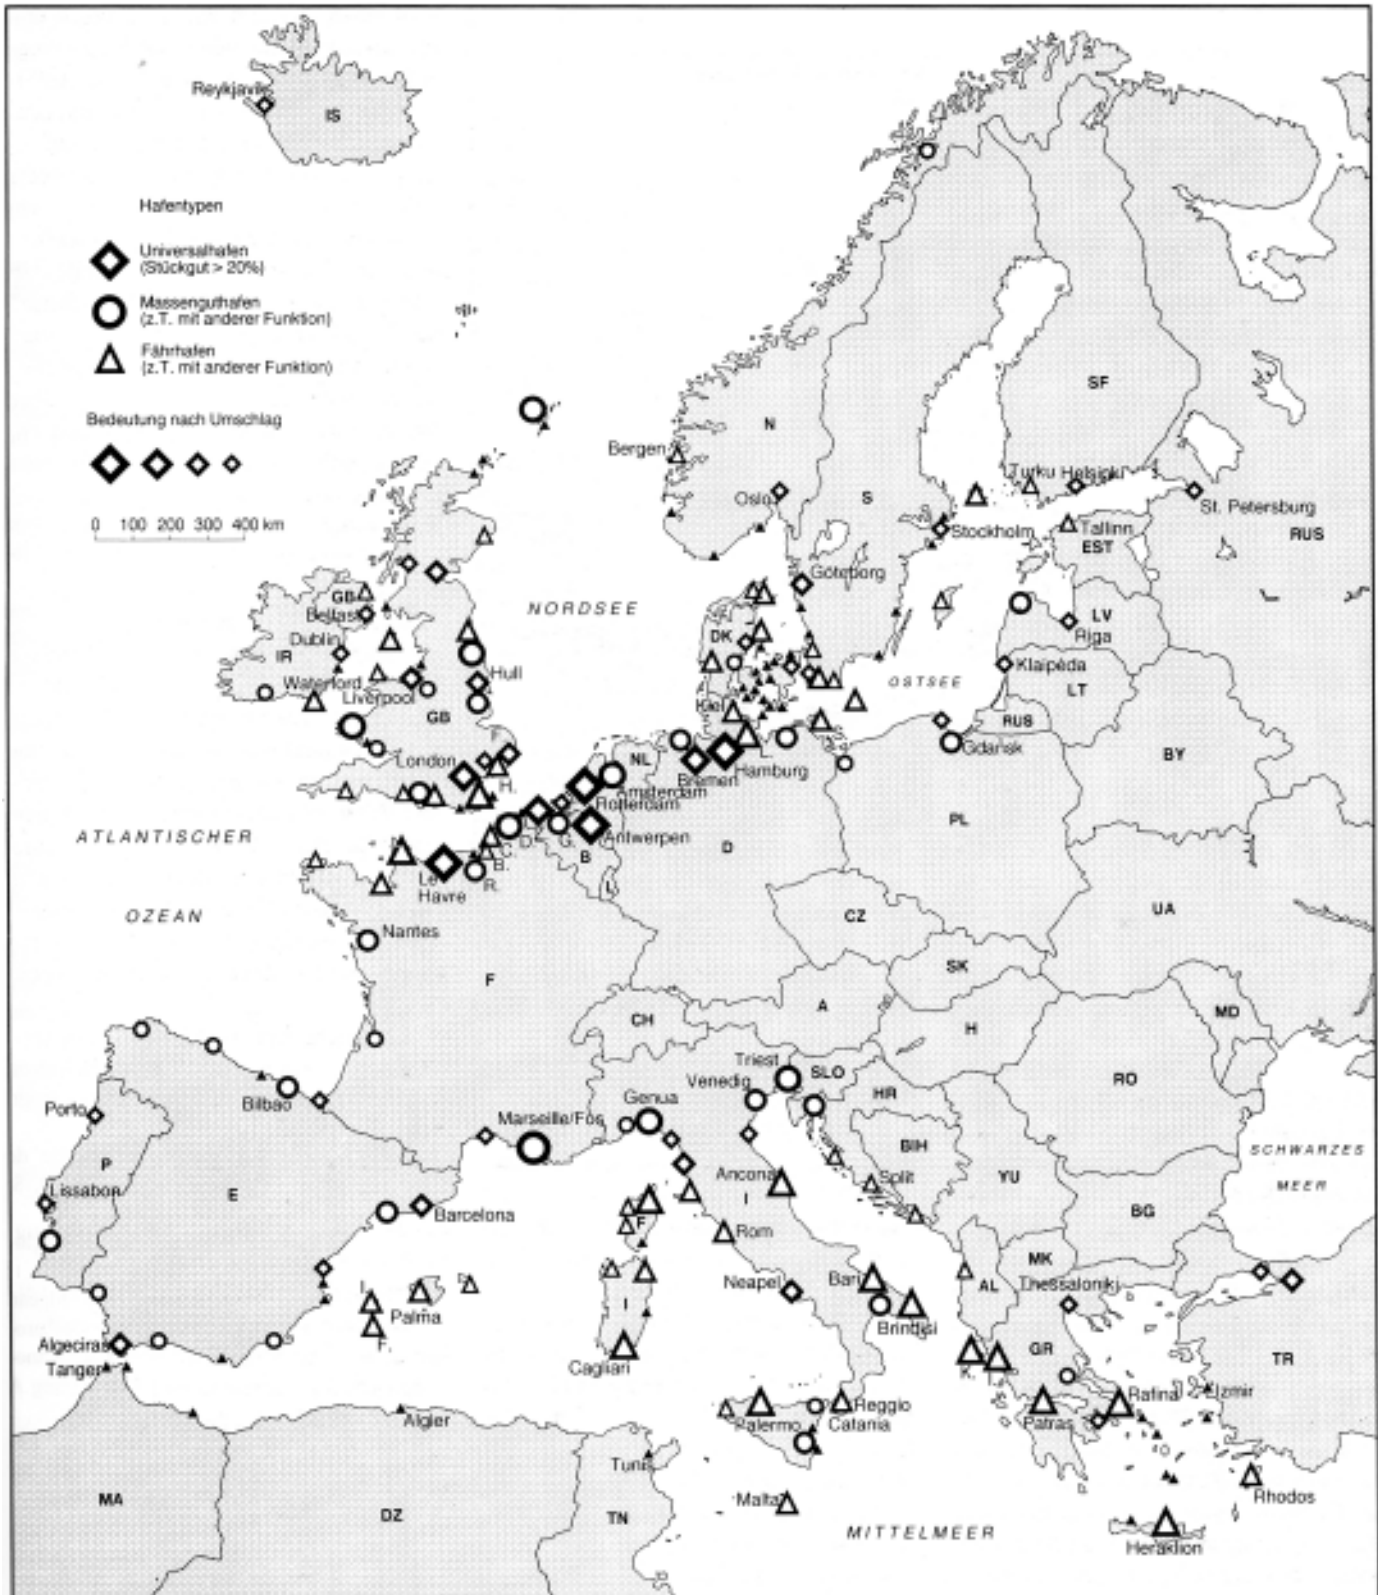 Reykjavik
IS
Hafentypen
Universalhafen
(Stückgut > 20%)
Massenguthafen
(z.T. mit anderer Funktion)
Fährhafen
(z.T. mit anderer Funktion)
Bedeutung nach Umschlag
0 100 200 300 400 km
SF
N
Bergen
Oslo
S
Turku
Helsinki
St. Petersburg
RUS
Stockholm
Tallinn
EST
Göteborg
NORDSEE
GB
Belfast
Dublin
IR
DK
LV
Riga
Waterford
Liverpool
Hull
GB
Klaipėda
LT
OSTSEE
Kiel
RUS
Gdańsk
BY
London
H.
NL
Bremen
Hamburg
Amsterdam
Rotterdam
Antwerpen
ATLANTISCHER
OZEAN
D.
Z.
G.
C.
B.
B
D
PL
Le
Havre
R.
L
CZ
UA
Nantes
SK
F
A
MD
CH
H
Triest
SLO
Venedig
HR
RO
Bilbao
Porto
Genua
Marseille/Fos
BIH
SCHWARZES
MEER
P
E
Lissabon
Ancona
I
Split
YU
Barcelona
F
Rom
BG
MK
Neapel
Bari
AL
Thessaloniki
I.
Palma
F.
I
Brindisi
Algeciras
Tanger
Cagliari
K.
I.
GR
TR
Reggio
Rafina
Izmir
Algier
Palermo
Catania
Patras
Tunis
MA
DZ
TN
Malta
Rhodos
MITTELMEER
Heraklion